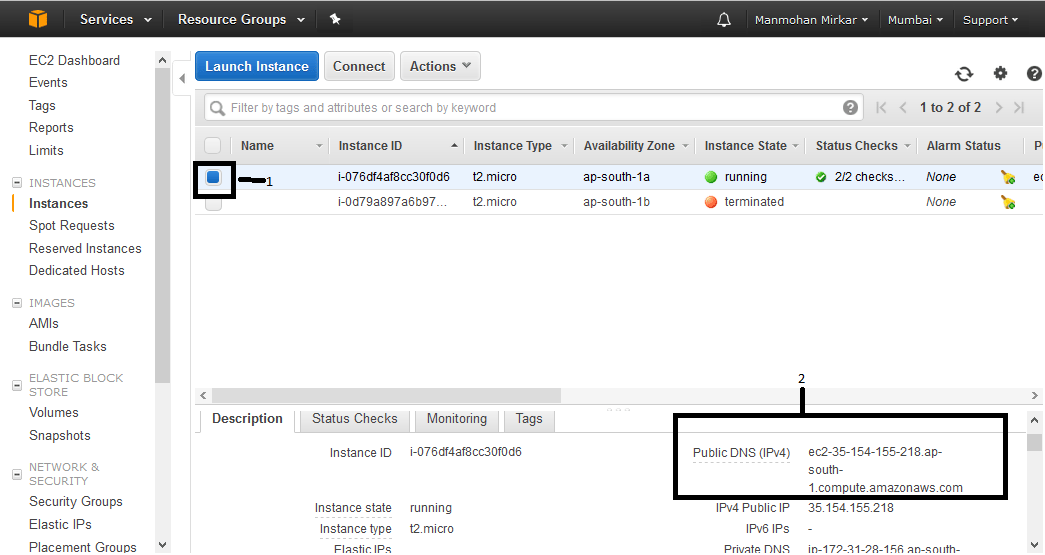 Services Resource Groups Manmohan Mirkar Mumbai Support
EC2 Dashboard
Events
Tags
Reports
Limits
INSTANCES
Instances
Spot Requests
Reserved Instances
Dedicated Hosts
IMAGES
AMIs
Bundle Tasks
ELASTIC BLOCK
STORE
Volumes
Snapshots
NETWORK &
SECURITY
Security Groups
Elastic IPs
Placement Groups
Launch Instance Connect Actions
Filter by tags and attributes or search by keyword 1 to 2 of 2
Name Instance ID Instance Type Availability Zone Instance State Status Checks Alarm Status
1 i-076df4af8cc30f0d6 t2.micro ap-south-1a running 2/2 checks... None ec
i-0d79a897a6b97... t2.micro ap-south-1b terminated None
2
Description Status Checks Monitoring Tags
Instance ID i-076df4af8cc30f0d6 Public DNS (IPv4) ec2-35-154-155-218.ap-
south-
1.compute.amazonaws.com
Instance state running IPv4 Public IP 35.154.155.218
Instance type t2.micro IPv6 IPs -
Elastic IPs Private DNS ip-172-31-28-156.ap-south-